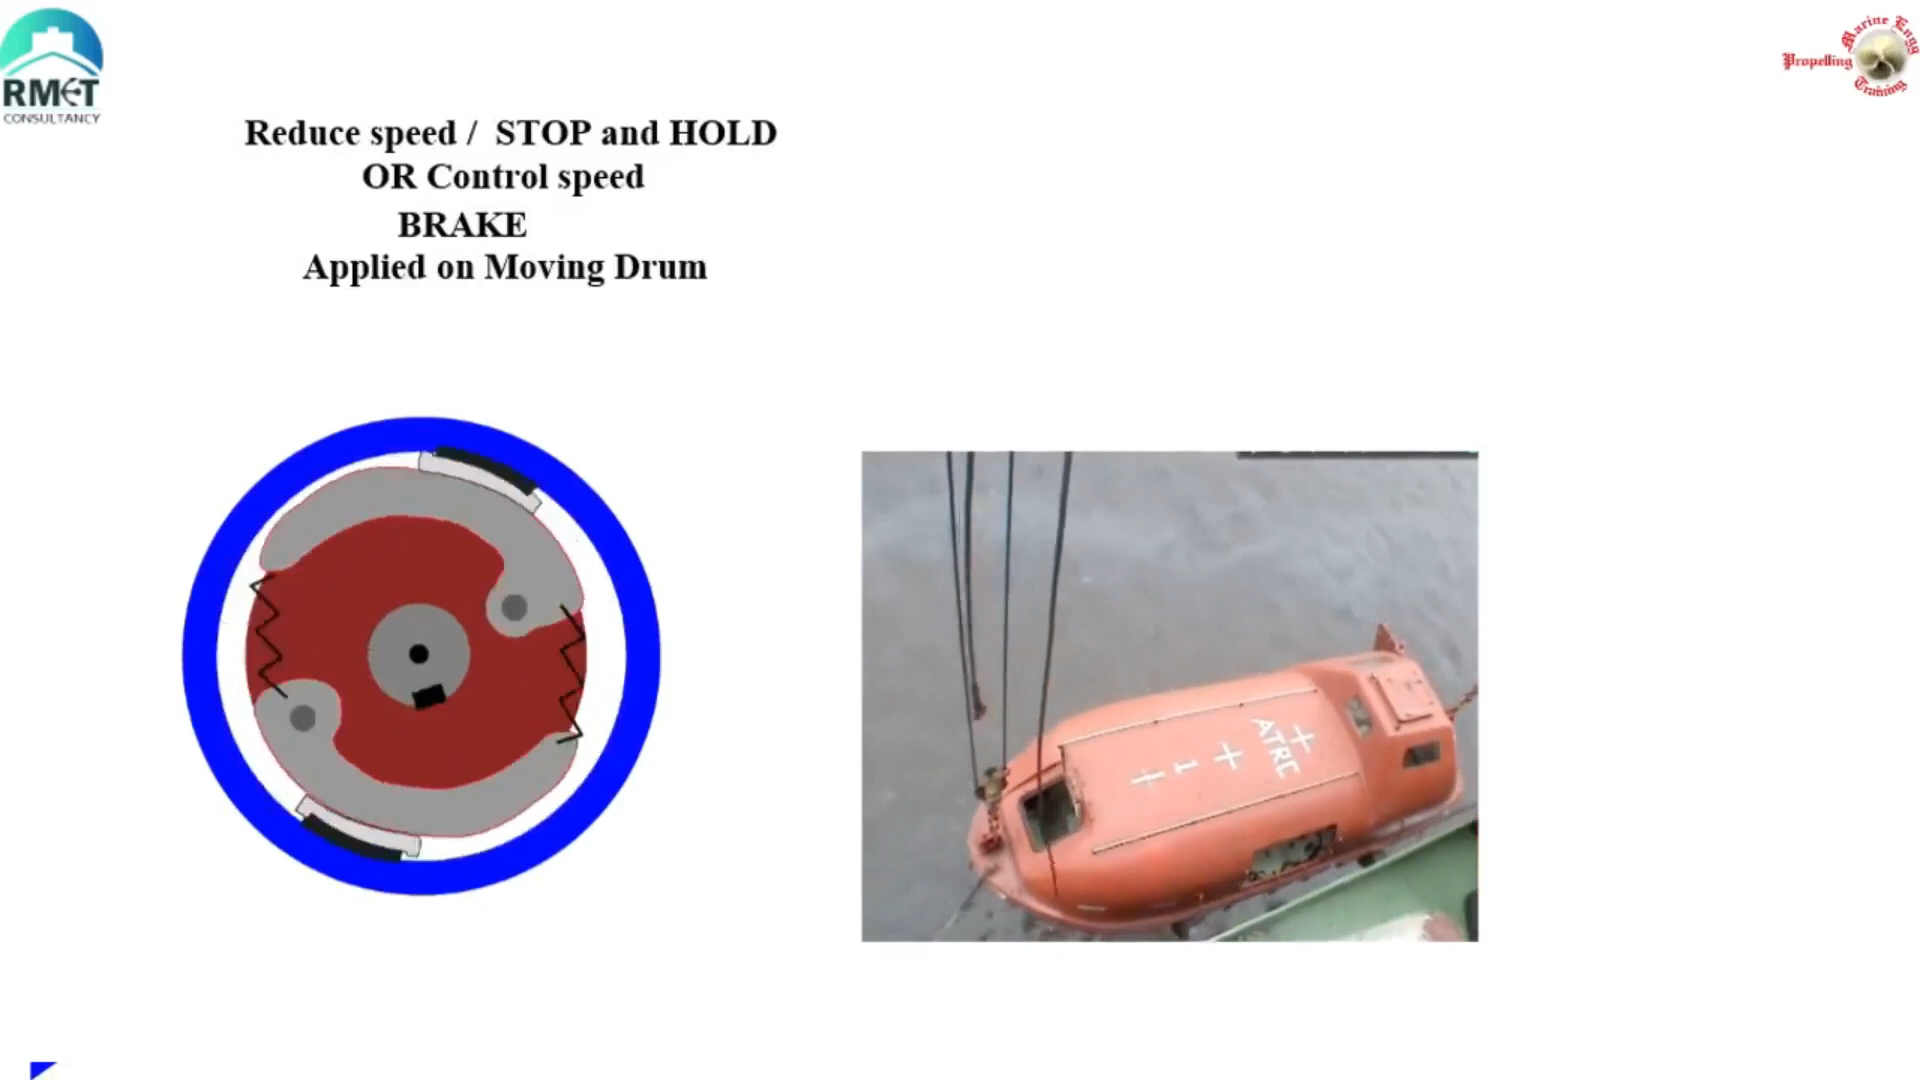 RMET
CONSULTANCY
Marine Engg
Propelling
Training
Reduce speed / STOP and HOLD
OR Control speed
BRAKE
Applied on Moving Drum